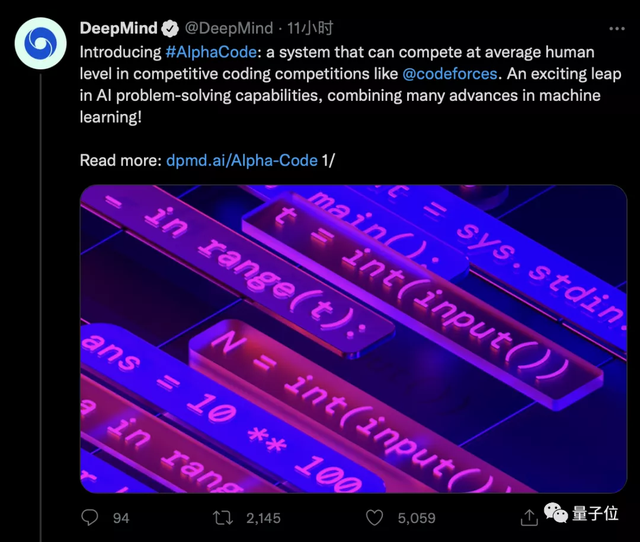 DeepMind @DeepMind · 11小时
Introducing #AlphaCode: a system that can compete at average human
level in competitive coding competitions like @codeforces. An exciting leap
in AI problem-solving capabilities, combining many advances in machine
learning!
Read more: dpmd.ai/Alpha-Code 1/
main():
t = sys.stdin.
= in range(t):
t = int(input())
N = int(input()
ans = 10 ** 100
a in rang
94 2,145 5,059
量子位